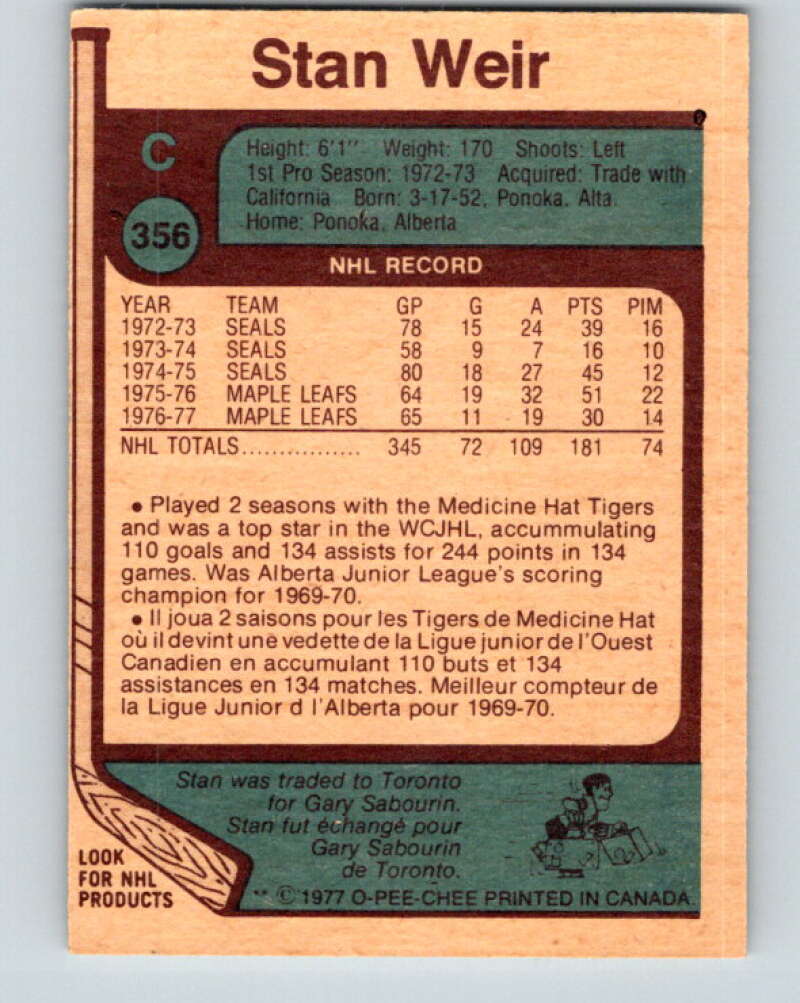 Stan Weir
C
Height: 6'1" Weight: 170 Shoots: Left
1st Pro Season: 1972-73 Acquired: Trade with
California Born: 3-17-52, Ponoka, Alta.
Home: Ponoka, Alberta
356
NHL RECORD
YEAR TEAM GP G A PTS PIM
1972-73 SEALS 78 15 24 39 16
1973-74 SEALS 58 9 7 16 10
1974-75 SEALS 80 18 27 45 12
1975-76 MAPLE LEAFS 64 19 32 51 22
1976-77 MAPLE LEAFS 65 11 19 30 14
NHL TOTALS................ 345 72 109 181 74
• Played 2 seasons with the Medicine Hat Tigers
and was a top star in the WCJHL, accummulating
110 goals and 134 assists for 244 points in 134
games. Was Alberta Junior League's scoring
champion for 1969-70.
• Il joua 2 saisons pour les Tigers de Medicine Hat
où il devint une vedette de la Ligue junior de l'Ouest
Canadien en accumulant 110 buts et 134
assistances en 134 matches. Meilleur compteur de
la Ligue Junior d l'Alberta pour 1969-70.
Stan was traded to Toronto
for Gary Sabourin.
Stan fut échangé pour
Gary Sabourin
de Toronto.
LOOK
FOR NHL
PRODUCTS
** © 1977 O-PEE-CHEE PRINTED IN CANADA